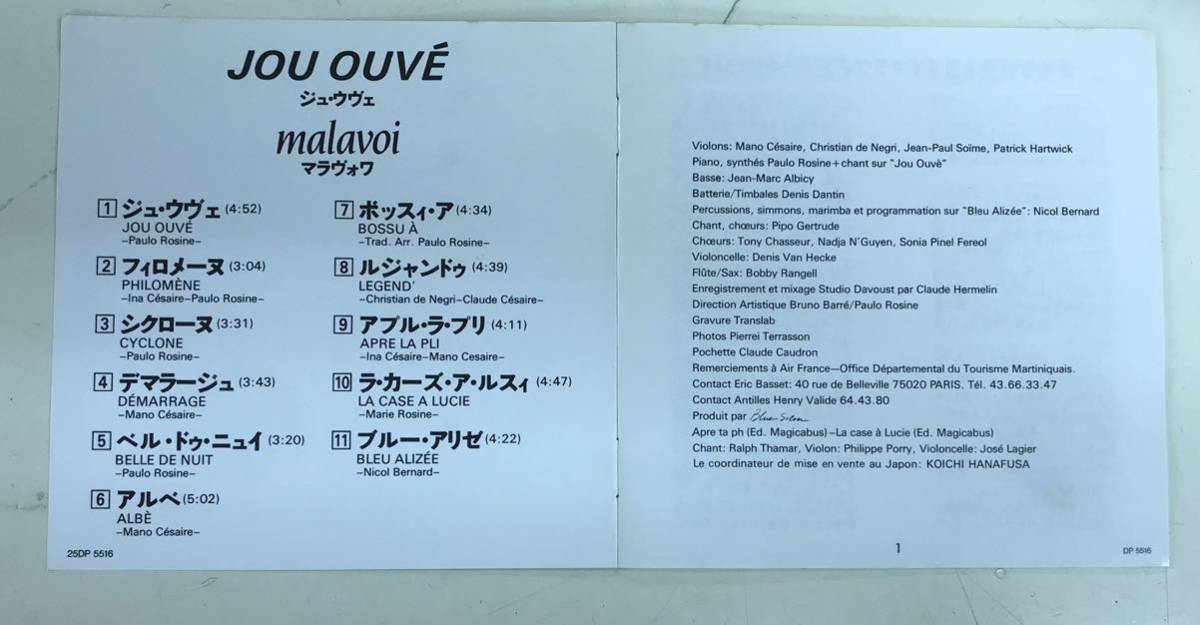 JOU OUVÉ
ジュ・ウヴェ
malavoi
マラヴォワ
1 ジュ・ウヴェ (4:52)
JOU OUVÉ
–Paulo Rosine–
2 フィロメーヌ (3:04)
PHILOMÈNE
–Ina Césaire–Paulo Rosine–
3 シクローヌ (3:31)
CYCLONE
–Paulo Rosine–
4 デマラージュ (3:43)
DÉMARRAGE
–Mano Césaire–
5 ベル・ドゥ・ニュイ (3:20)
BELLE DE NUIT
–Paulo Rosine–
6 アルベ (5:02)
ALBÈ
–Mano Césaire–
7 ボッスィ・ア (4:34)
BOSSU À
–Trad. Arr. Paulo Rosine–
8 ルジャンドゥ (4:39)
LEGEND'
–Christian de Negri–Claude Césaire–
9 アプル・ラ・プリ (4:11)
APRE LA PLI
–Ina Césaire–Mano Cesaire–
10 ラ・カーズ・ア・ルスィ (4:47)
LA CASE A LUCIE
–Marie Rosine–
11 ブルー・アリゼ (4:22)
BLEU ALIZÉE
–Nicol Bernard–
25DP 5516
Violons: Mano Césaire, Christian de Negri, Jean-Paul Soïme, Patrick Hartwick
Piano, synthés Paulo Rosine+chant sur "Jou Ouvè"
Basse: Jean-Marc Albicy
Batterie/Timbales Denis Dantin
Percussions, simmons, marimba et programmation sur "Bleu Alizée": Nicol Bernard
Chant, chœurs: Pipo Gertrude
Chœurs: Tony Chasseur, Nadja N'Guyen, Sonia Pinel Fereol
Violoncelle: Denis Van Hecke
Flûte/Sax: Bobby Rangell
Enregistrement et mixage Studio Davoust par Claude Hermelin
Direction Artistique Bruno Barré/Paulo Rosine
Gravure Translab
Photos Pierrei Terrasson
Pochette Claude Caudron
Remerciements à Air France—Office Départemental du Tourisme Martiniquais.
Contact Eric Basset: 40 rue de Belleville 75020 PARIS. Tél. 43.66.33.47
Contact Antilles Henry Valide 64.43.80
Produit par Blue Silver
Apre ta ph (Ed. Magicabus)–La case à Lucie (Ed. Magicabus)
Chant: Ralph Thamar, Violon: Philippe Porry, Violoncelle: José Lagier
Le coordinateur de mise en vente au Japon: KOICHI HANAFUSA
1
DP 5516